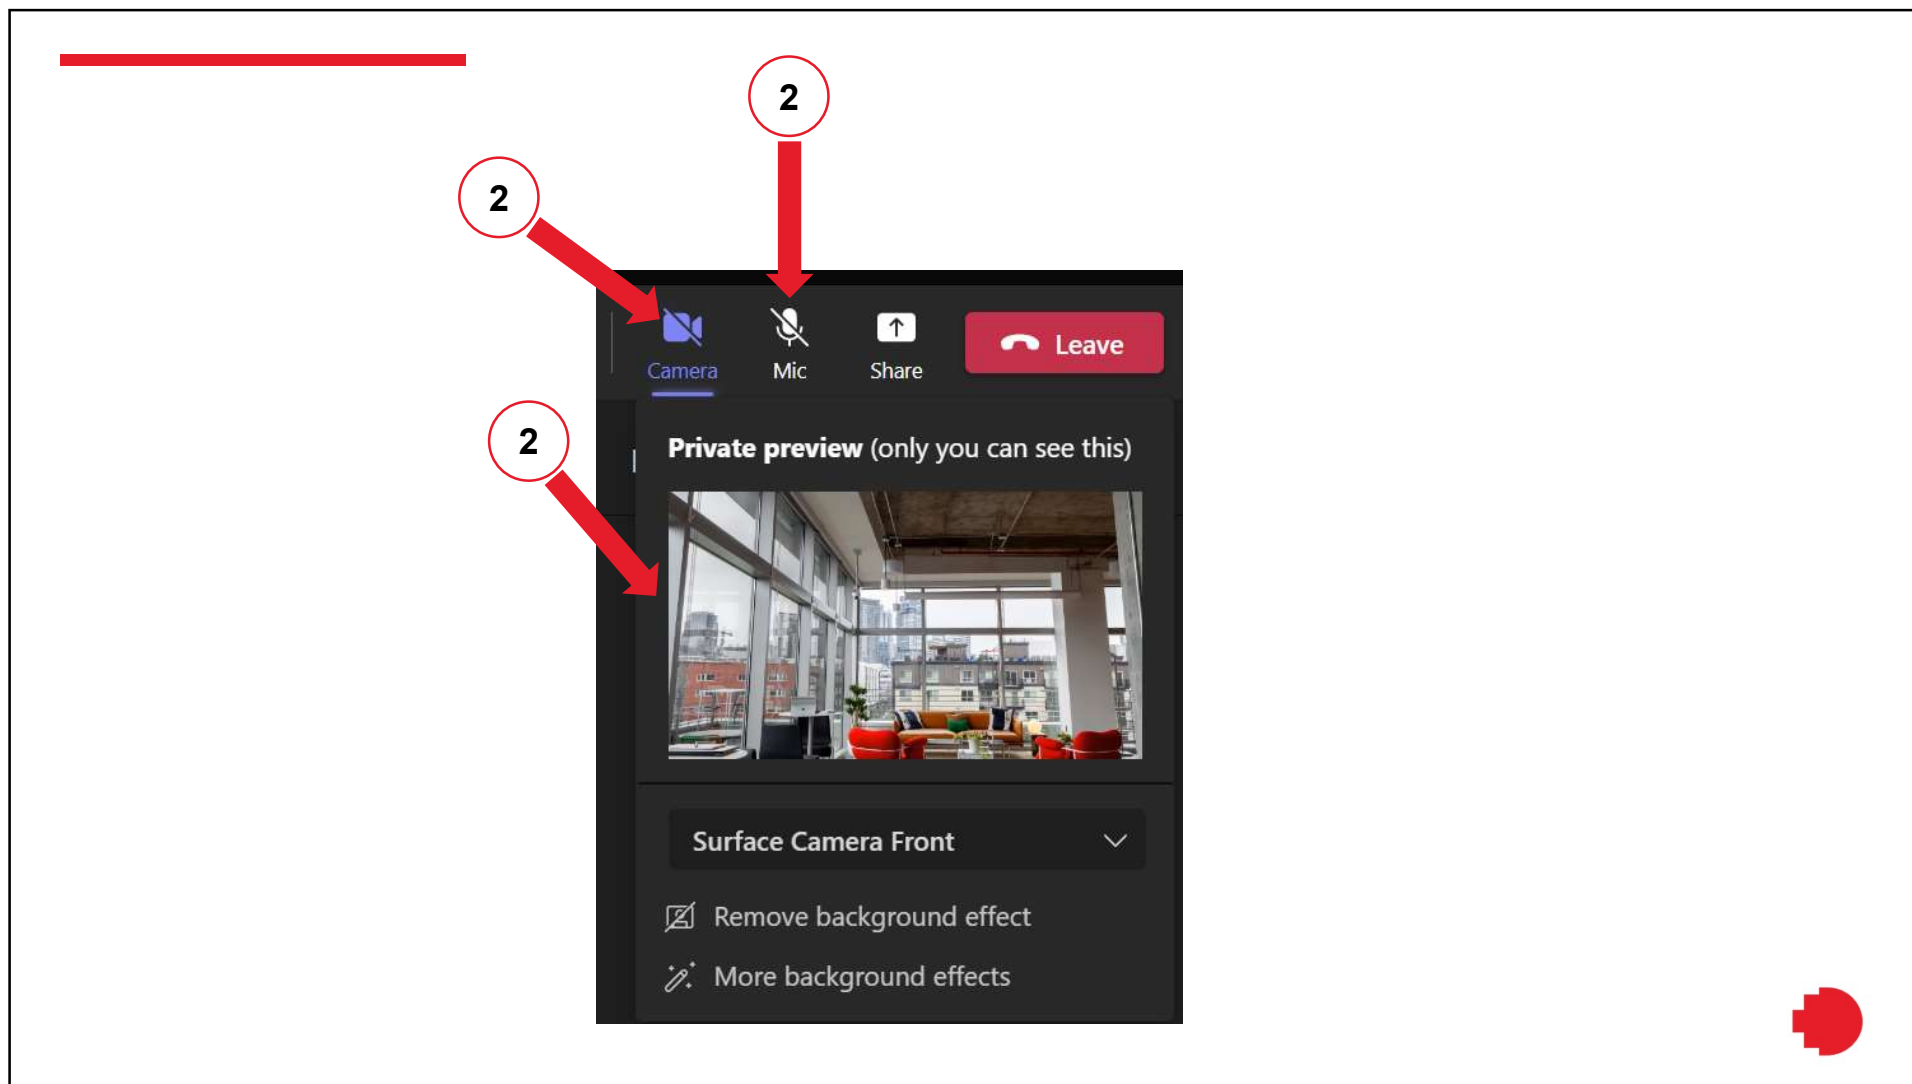 2
2
Camera
Mic
Share
Leave
2
Private preview (only you can see this)
Surface Camera Front
Remove background effect
More background effects